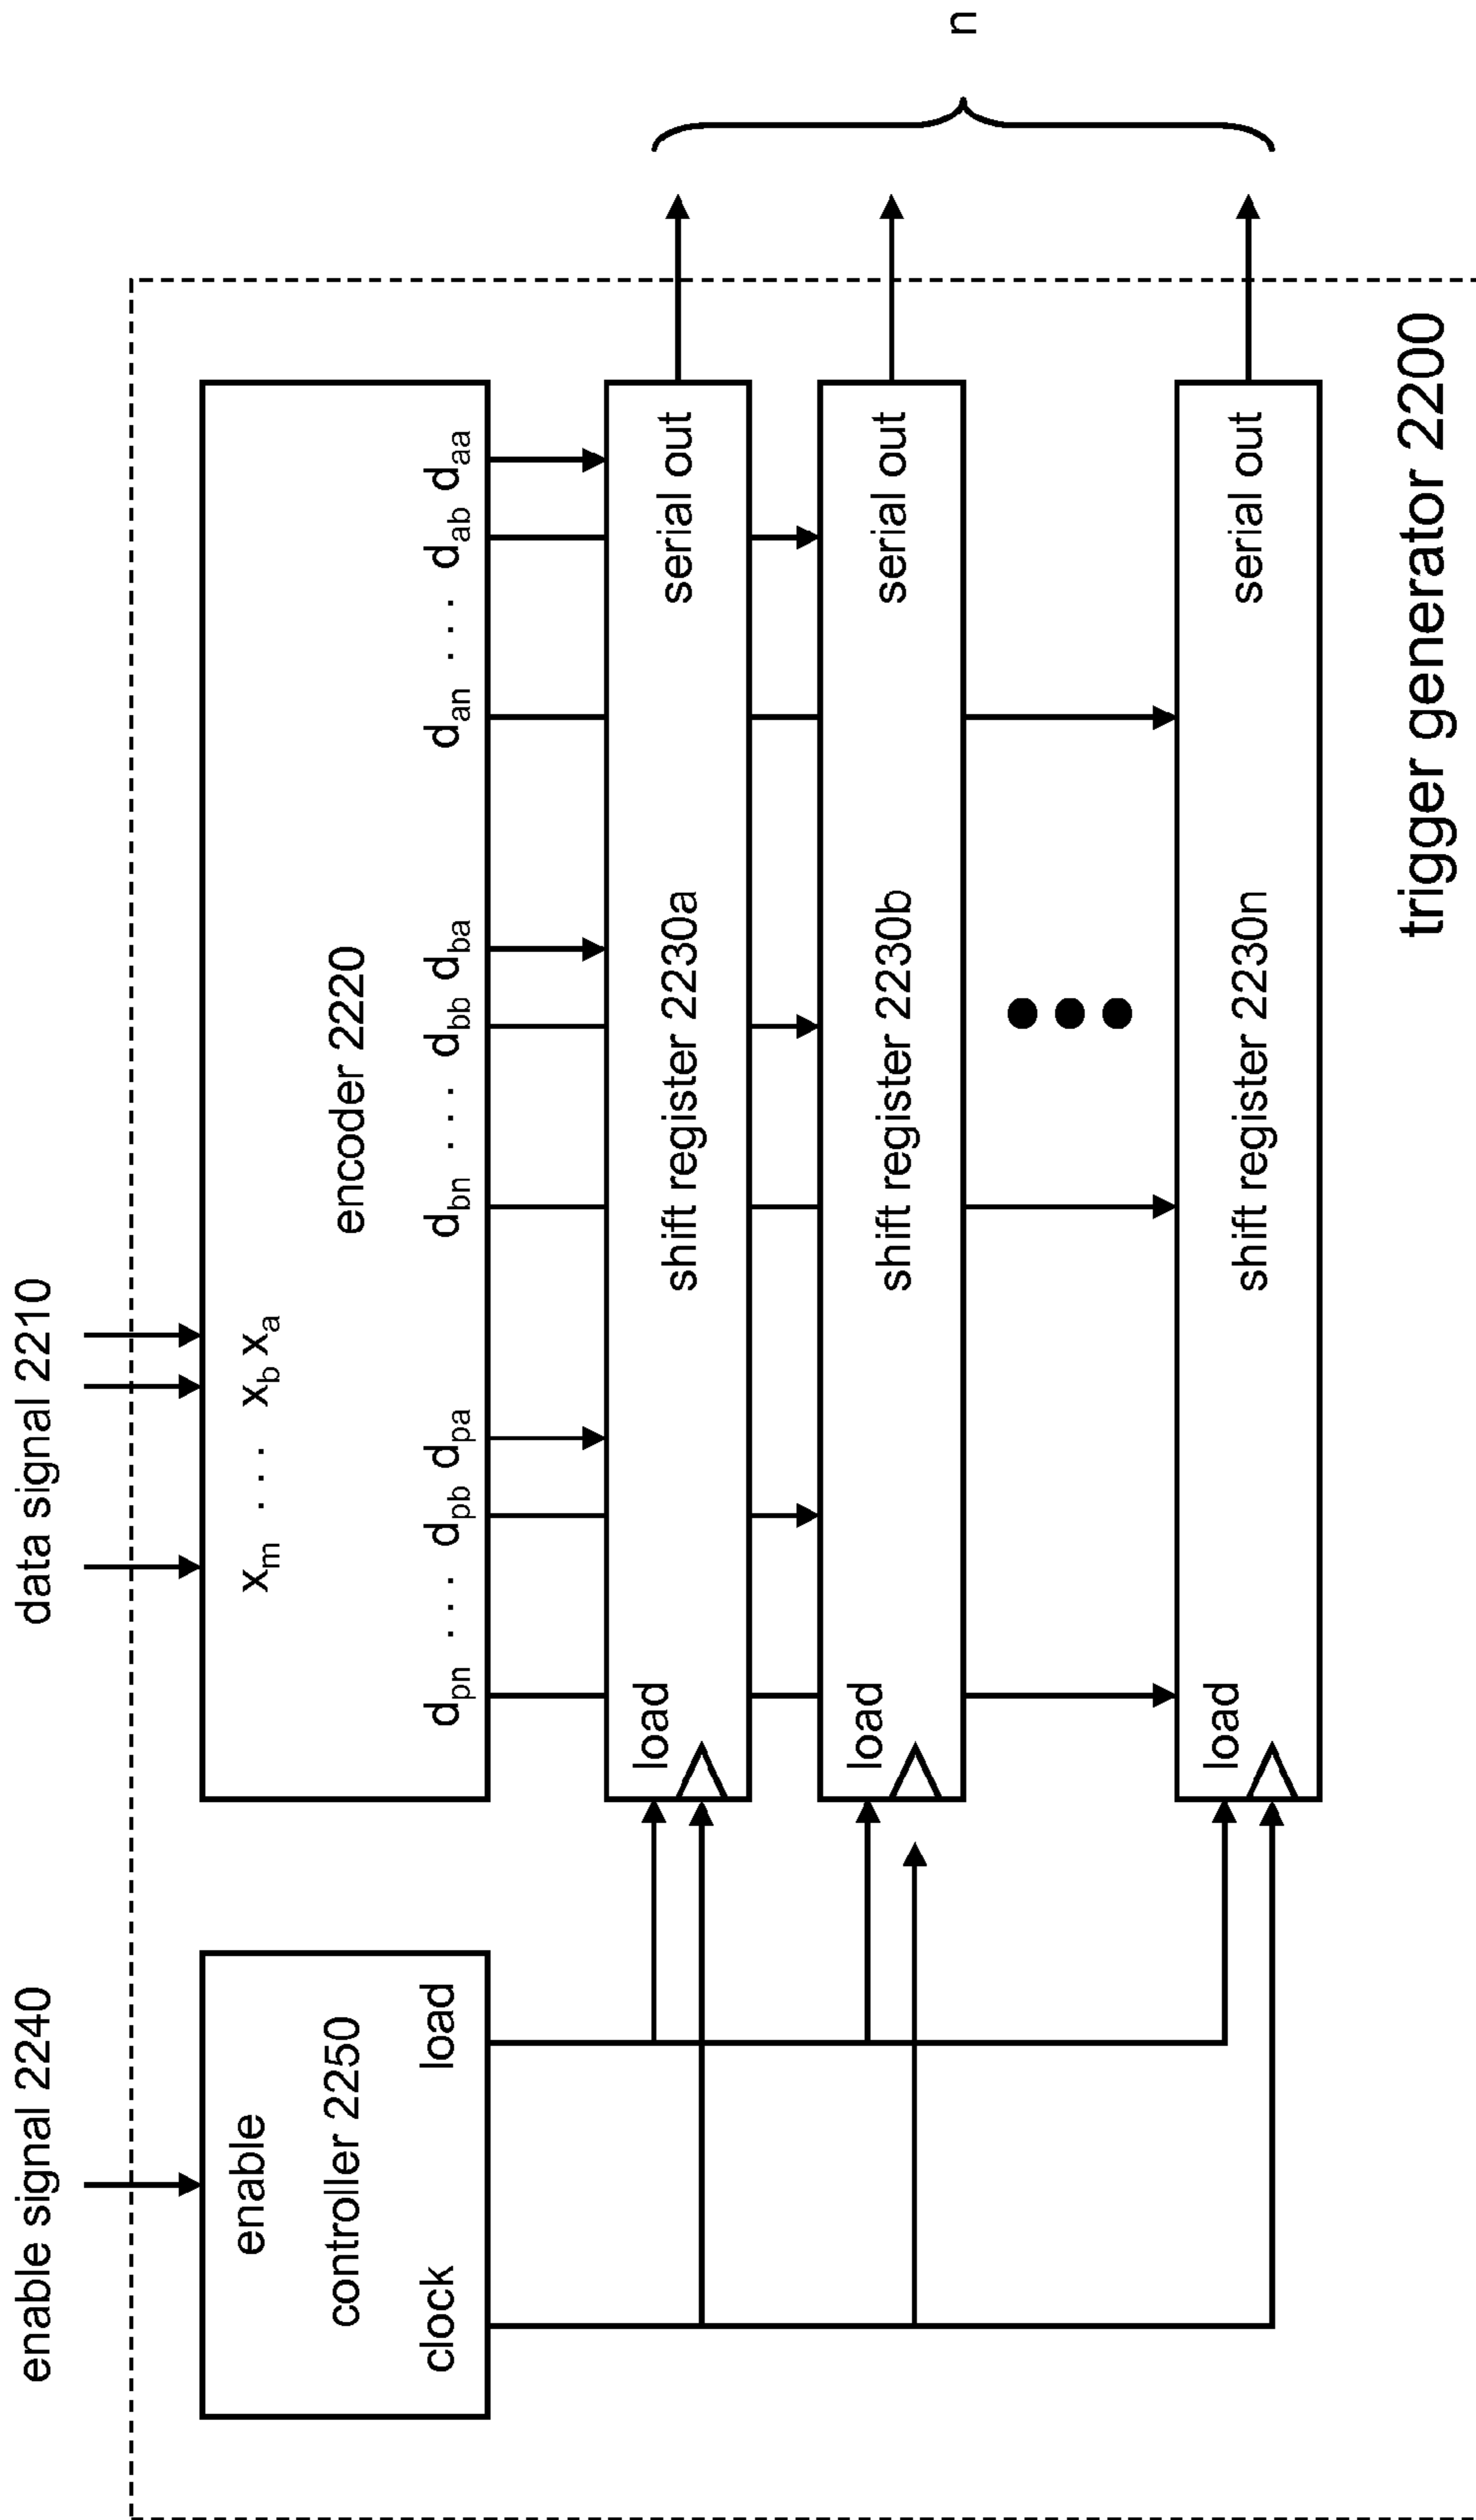 enable signal 2240
data signal 2210
enable
controller 2250
clock load
x_m . . . x_b x_a
encoder 2220
d_pn . . . d_pb d_pa d_bn . . . d_bb d_ba d_an . . . d_ab d_aa
load
shift register 2230a
serial out
load
shift register 2230b
serial out
load
shift register 2230n
serial out
n
trigger generator 2200